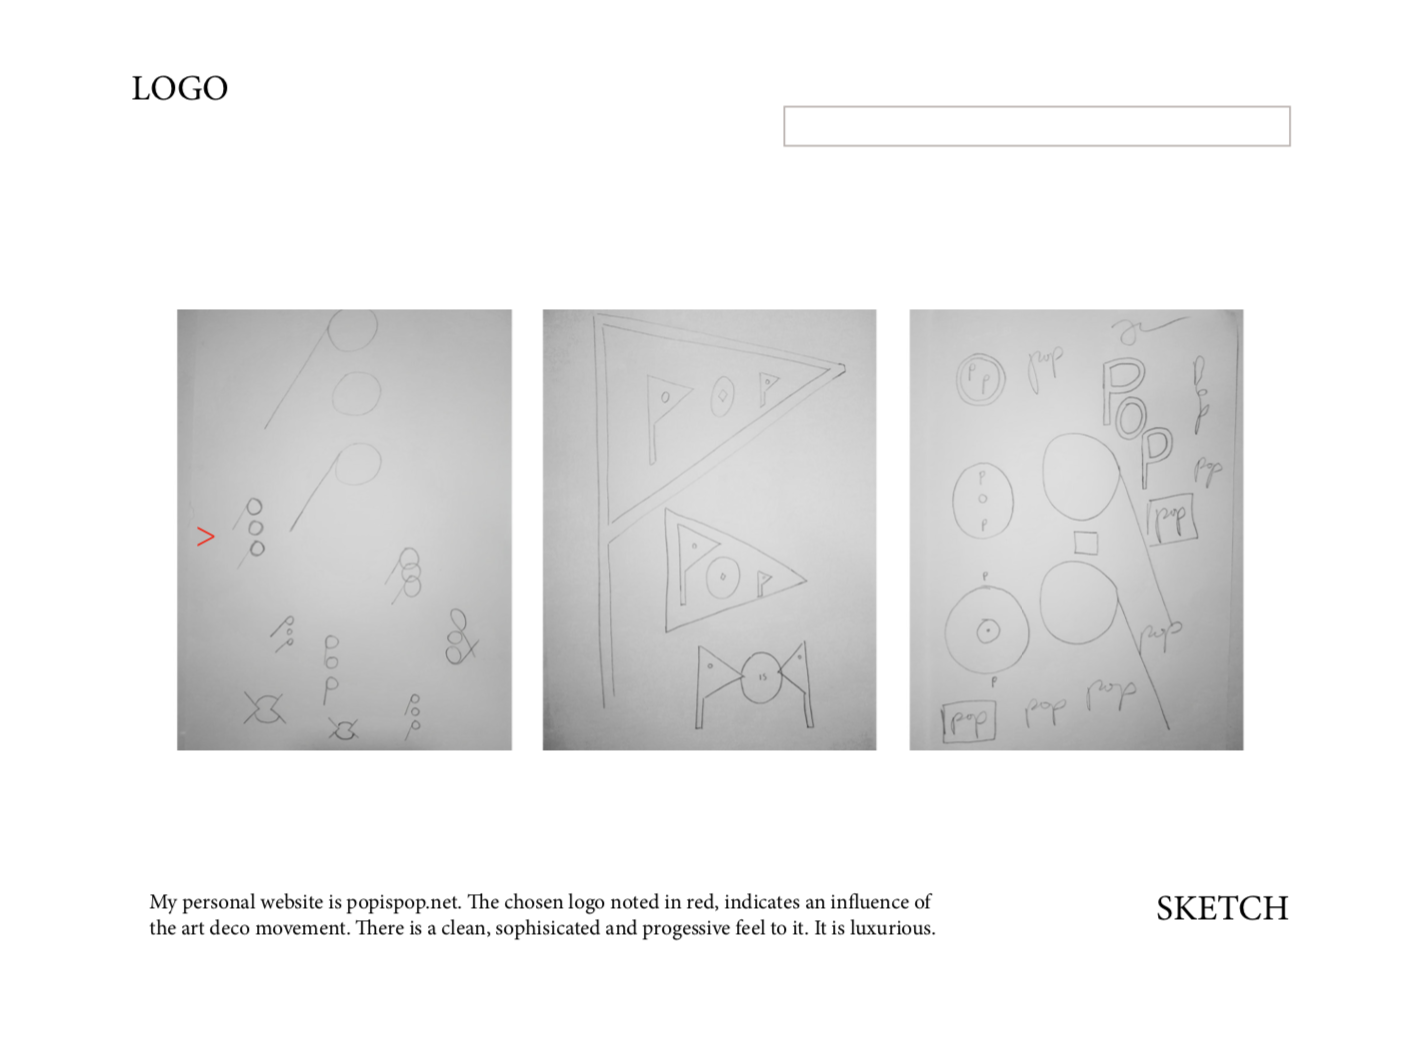 LOGO
>
P P
pop
P
O
P
P
O
P
pop
P
O
P
pop
P
pop
P
pop
pop
pop
P O P
P O P
IS
P
O
P
My personal website is popispop.net. The chosen logo noted in red, indicates an influence of
the art deco movement. There is a clean, sophisicated and progessive feel to it. It is luxurious.
SKETCH